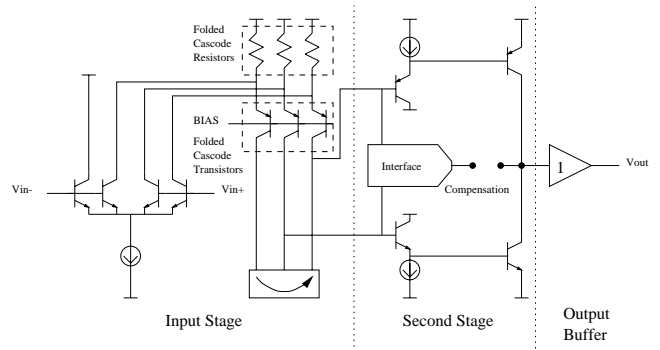 Folded
Cascode
Resistors
BIAS
Folded
Cascode
Transistors
Vin-
Vin+
Interface
Compensation
1
Vout
Input Stage
Second Stage
Output
Buffer